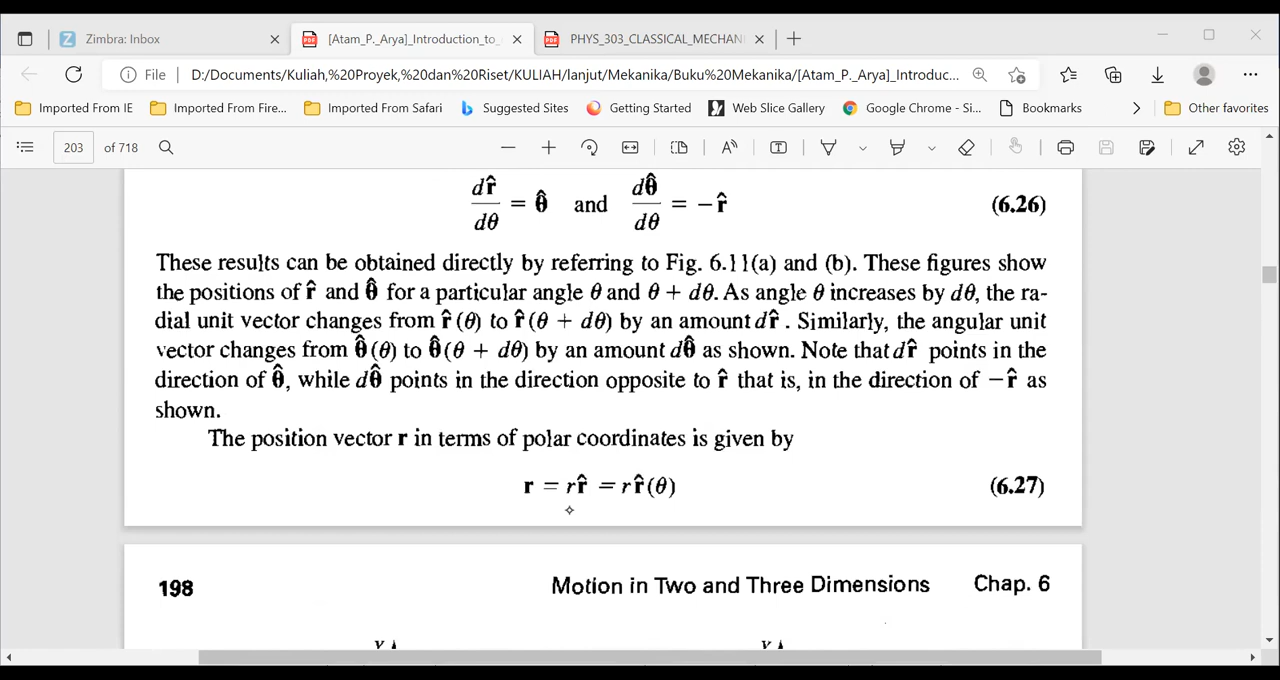 Zimbra: Inbox
[Atam_P._Arya]_Introduction_to_
PHYS_303_CLASSICAL_MECHAN
File D:/Documents/Kuliah,%20Proyek,%20dan%20Riset/KULIAH/lanjut/Mekanika/Buku%20Mekanika/[Atam_P._Arya]_Introduc...
Imported From IE Imported From Fire... Imported From Safari Suggested Sites Getting Started Web Slice Gallery Google Chrome - Si... Bookmarks Other favorites
203 of 718
dr̂/dθ = θ̂ and dθ̂/dθ = −r̂ (6.26)
These results can be obtained directly by referring to Fig. 6.11(a) and (b). These figures show
the positions of r̂ and θ̂ for a particular angle θ and θ + dθ. As angle θ increases by dθ, the ra-
dial unit vector changes from r̂(θ) to r̂(θ + dθ) by an amount dr̂. Similarly, the angular unit
vector changes from θ̂(θ) to θ̂(θ + dθ) by an amount dθ̂ as shown. Note that dr̂ points in the
direction of θ̂, while dθ̂ points in the direction opposite to r̂ that is, in the direction of −r̂ as
shown.
The position vector r in terms of polar coordinates is given by
r = rr̂ = rr̂(θ) (6.27)
198 Motion in Two and Three Dimensions Chap. 6